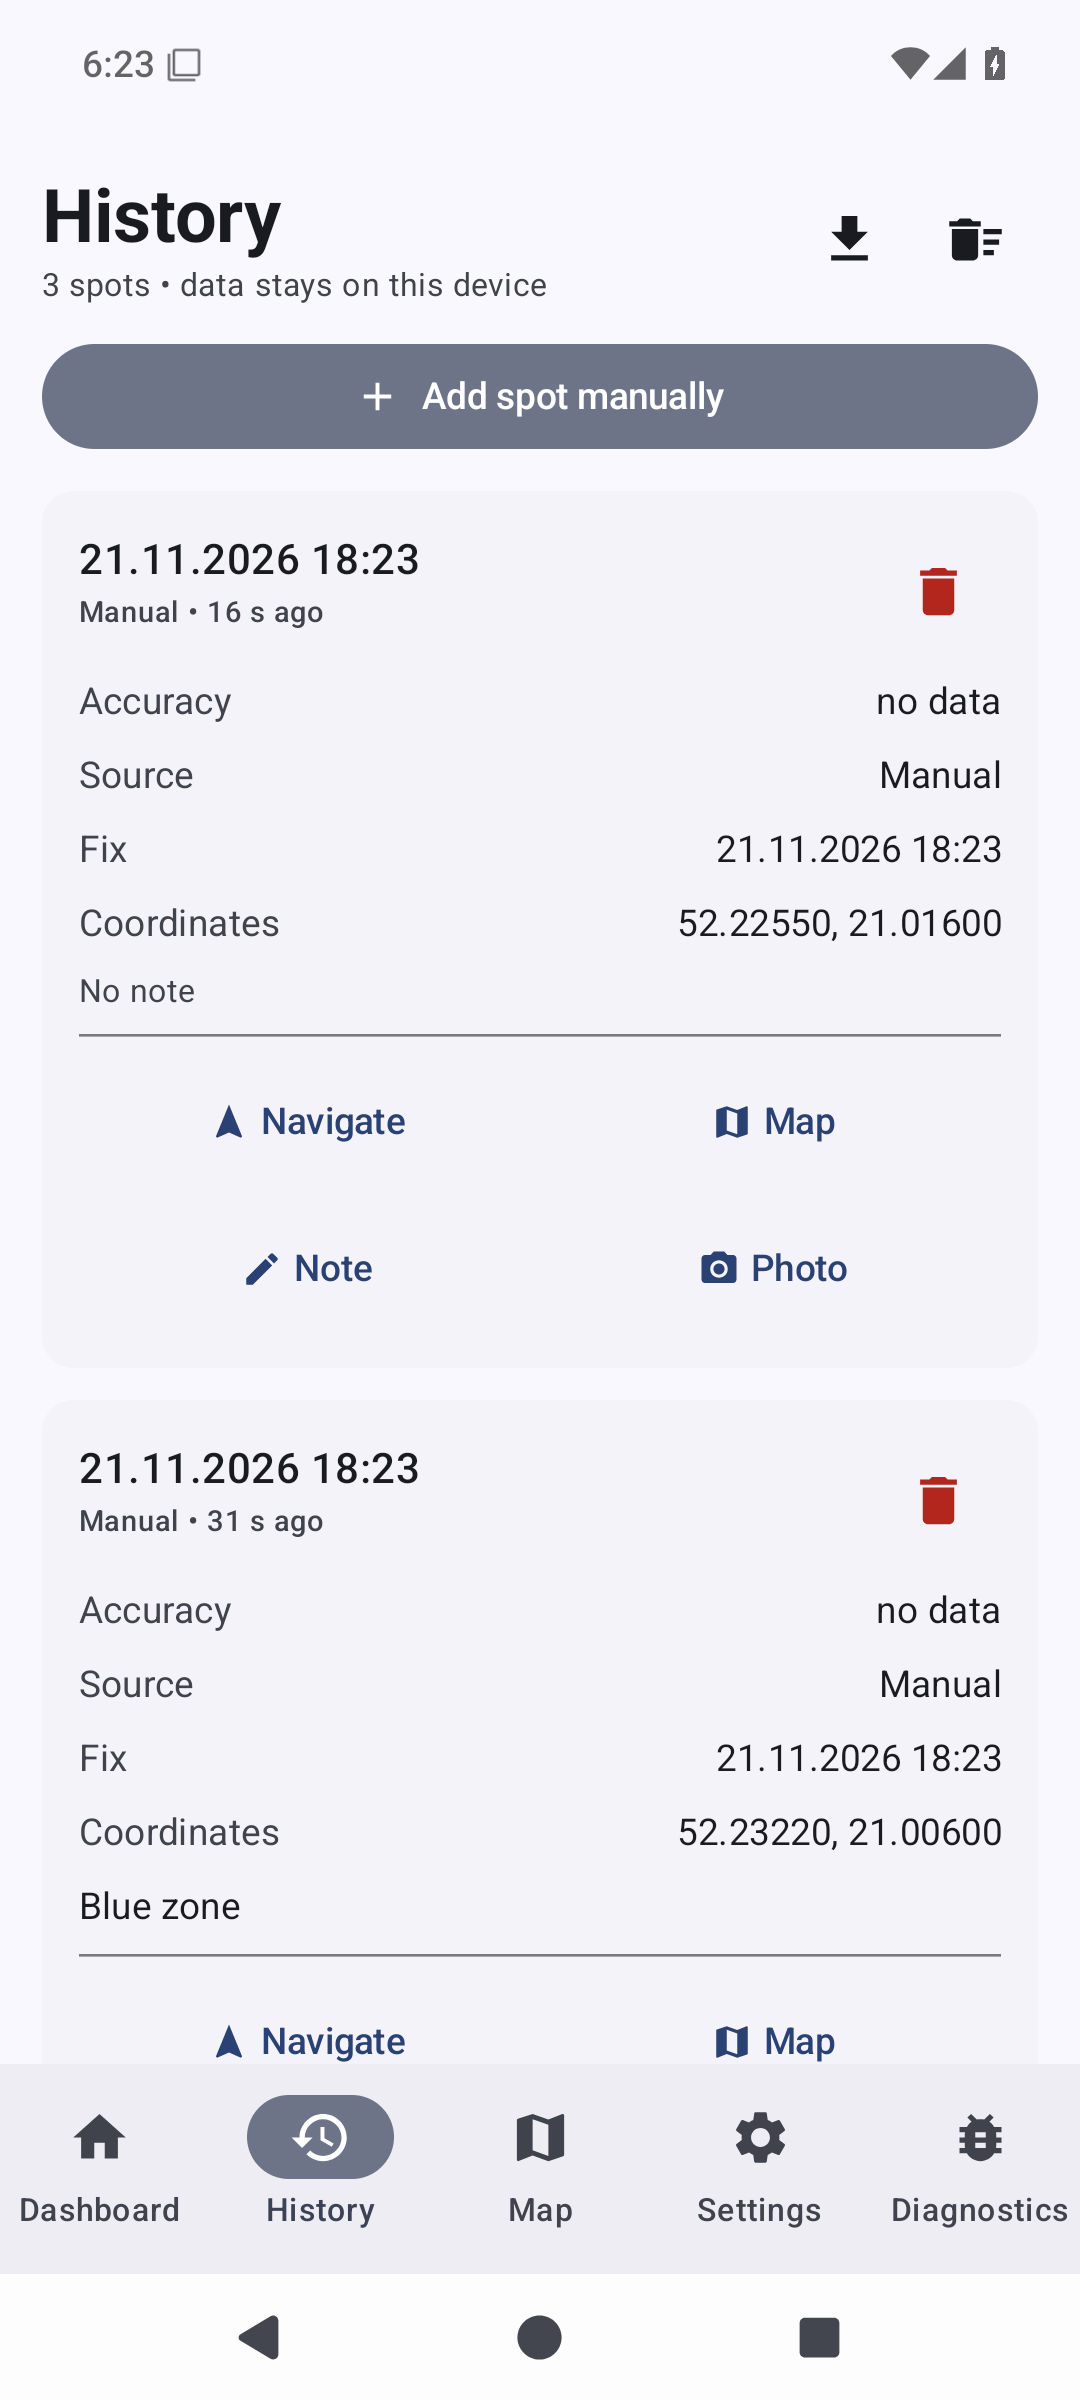 6:23
History
3 spots • data stays on this device
Add spot manually
21.11.2026 18:23
Manual • 16 s ago
Accuracy no data
Source Manual
Fix 21.11.2026 18:23
Coordinates 52.22550, 21.01600
No note
Navigate Map
Note Photo
21.11.2026 18:23
Manual • 31 s ago
Accuracy no data
Source Manual
Fix 21.11.2026 18:23
Coordinates 52.23220, 21.00600
Blue zone
Navigate Map
Dashboard History Map Settings Diagnostics